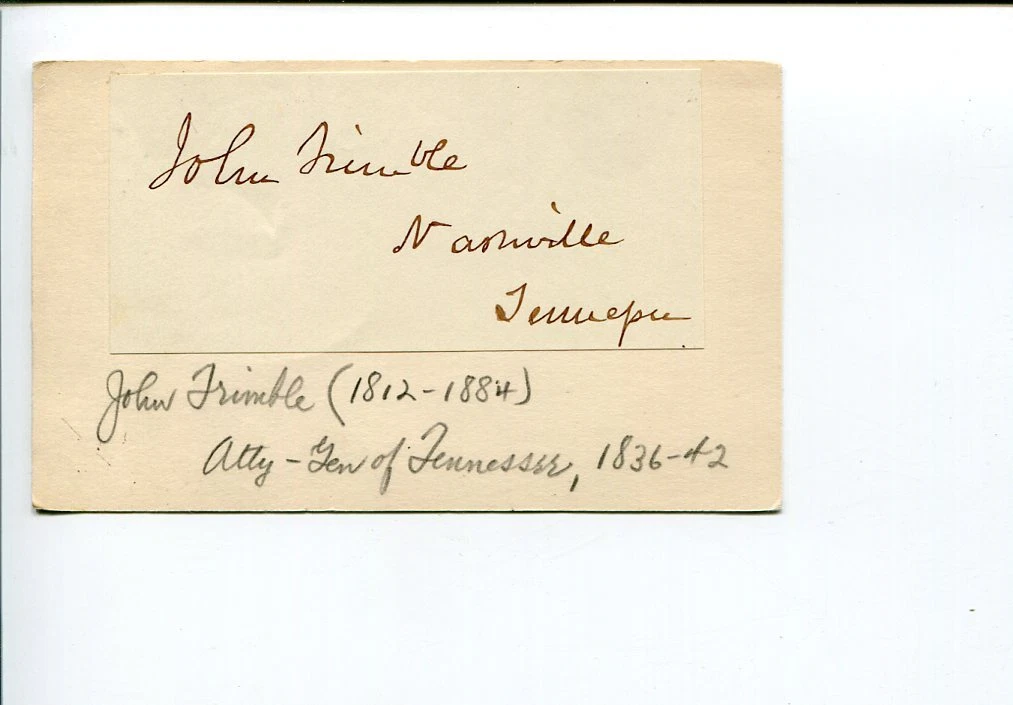 John Trimble
Nashville
Tennessee
John Trimble (1812-1884)
Atty-Gen of Tennessee, 1836-42